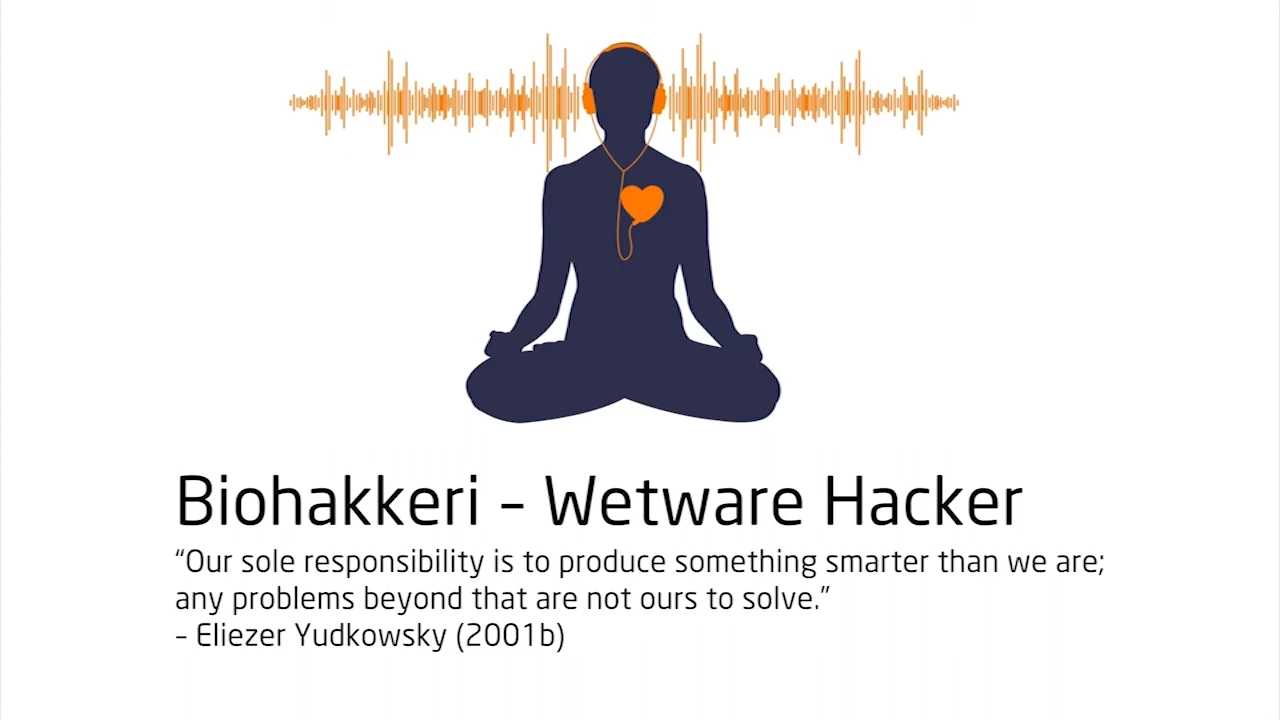 Biohakkeri – Wetware Hacker
“Our sole responsibility is to produce something smarter than we are;
any problems beyond that are not ours to solve.”
– Eliezer Yudkowsky (2001b)